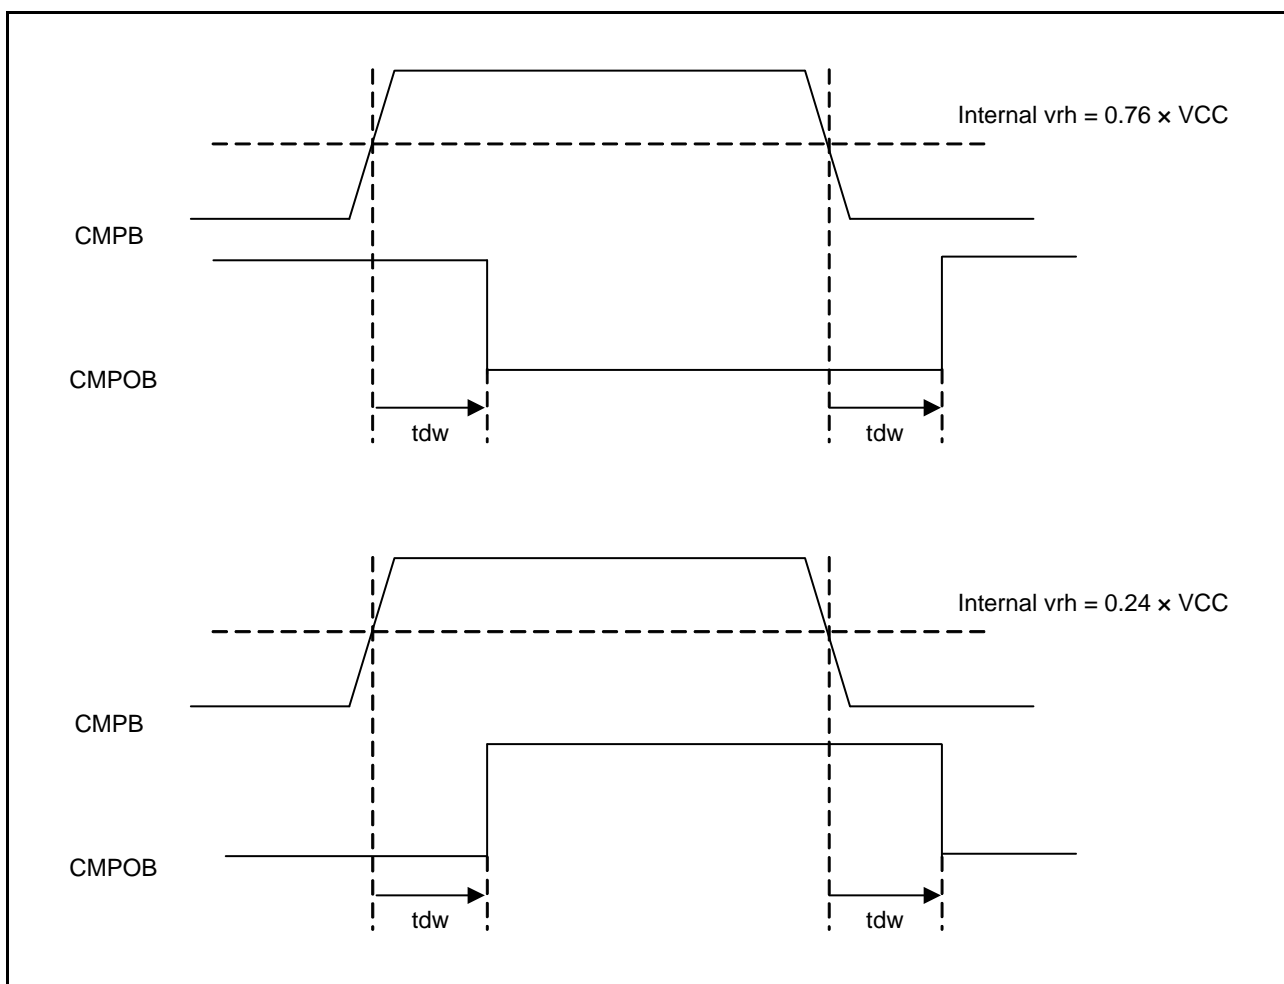 Internal vrh = 0.76 × VCC
CMPB
CMPOB
tdw
tdw
Internal vrh = 0.24 × VCC
CMPB
CMPOB
tdw
tdw